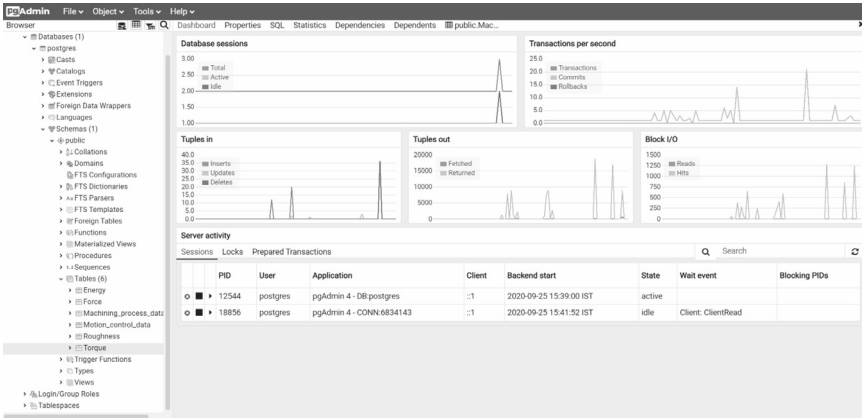 pgAdmin File Object Tools Help
Browser Dashboard Properties SQL Statistics Dependencies Dependents public.Mac...
Databases (1)
postgres
Casts
Catalogs
Event Triggers
Extensions
Foreign Data Wrappers
Languages
Schemas (1)
public
Collations
Domains
FTS Configurations
FTS Dictionaries
FTS Parsers
FTS Templates
Foreign Tables
Functions
Materialized Views
Procedures
Sequences
Tables (6)
Energy
Force
Machining_process_data
Motion_control_data
Roughness
Torque
Trigger Functions
Types
Views
Login/Group Roles
Tablespaces
Database sessions
3.00
2.50
2.00
1.50
1.00
Total
Active
Idle
Transactions per second
25.0
20.0
15.0
10.0
5.0
0.0
Transactions
Commits
Rollbacks
Tuples in
40.0
35.0
30.0
25.0
20.0
15.0
10.0
5.0
0.0
Inserts
Updates
Deletes
Tuples out
20000
15000
10000
5000
0
Fetched
Returned
Block I/O
1500
1250
1000
750
500
250
0
Reads
Hits
Server activity
Sessions Locks Prepared Transactions Search
PID User Application Client Backend start State Wait event Blocking PIDs
12544 postgres pgAdmin 4 - DB:postgres ::1 2020-09-25 15:39:00 IST active
18856 postgres pgAdmin 4 - CONN:6834143 ::1 2020-09-25 15:41:52 IST idle Client: ClientRead